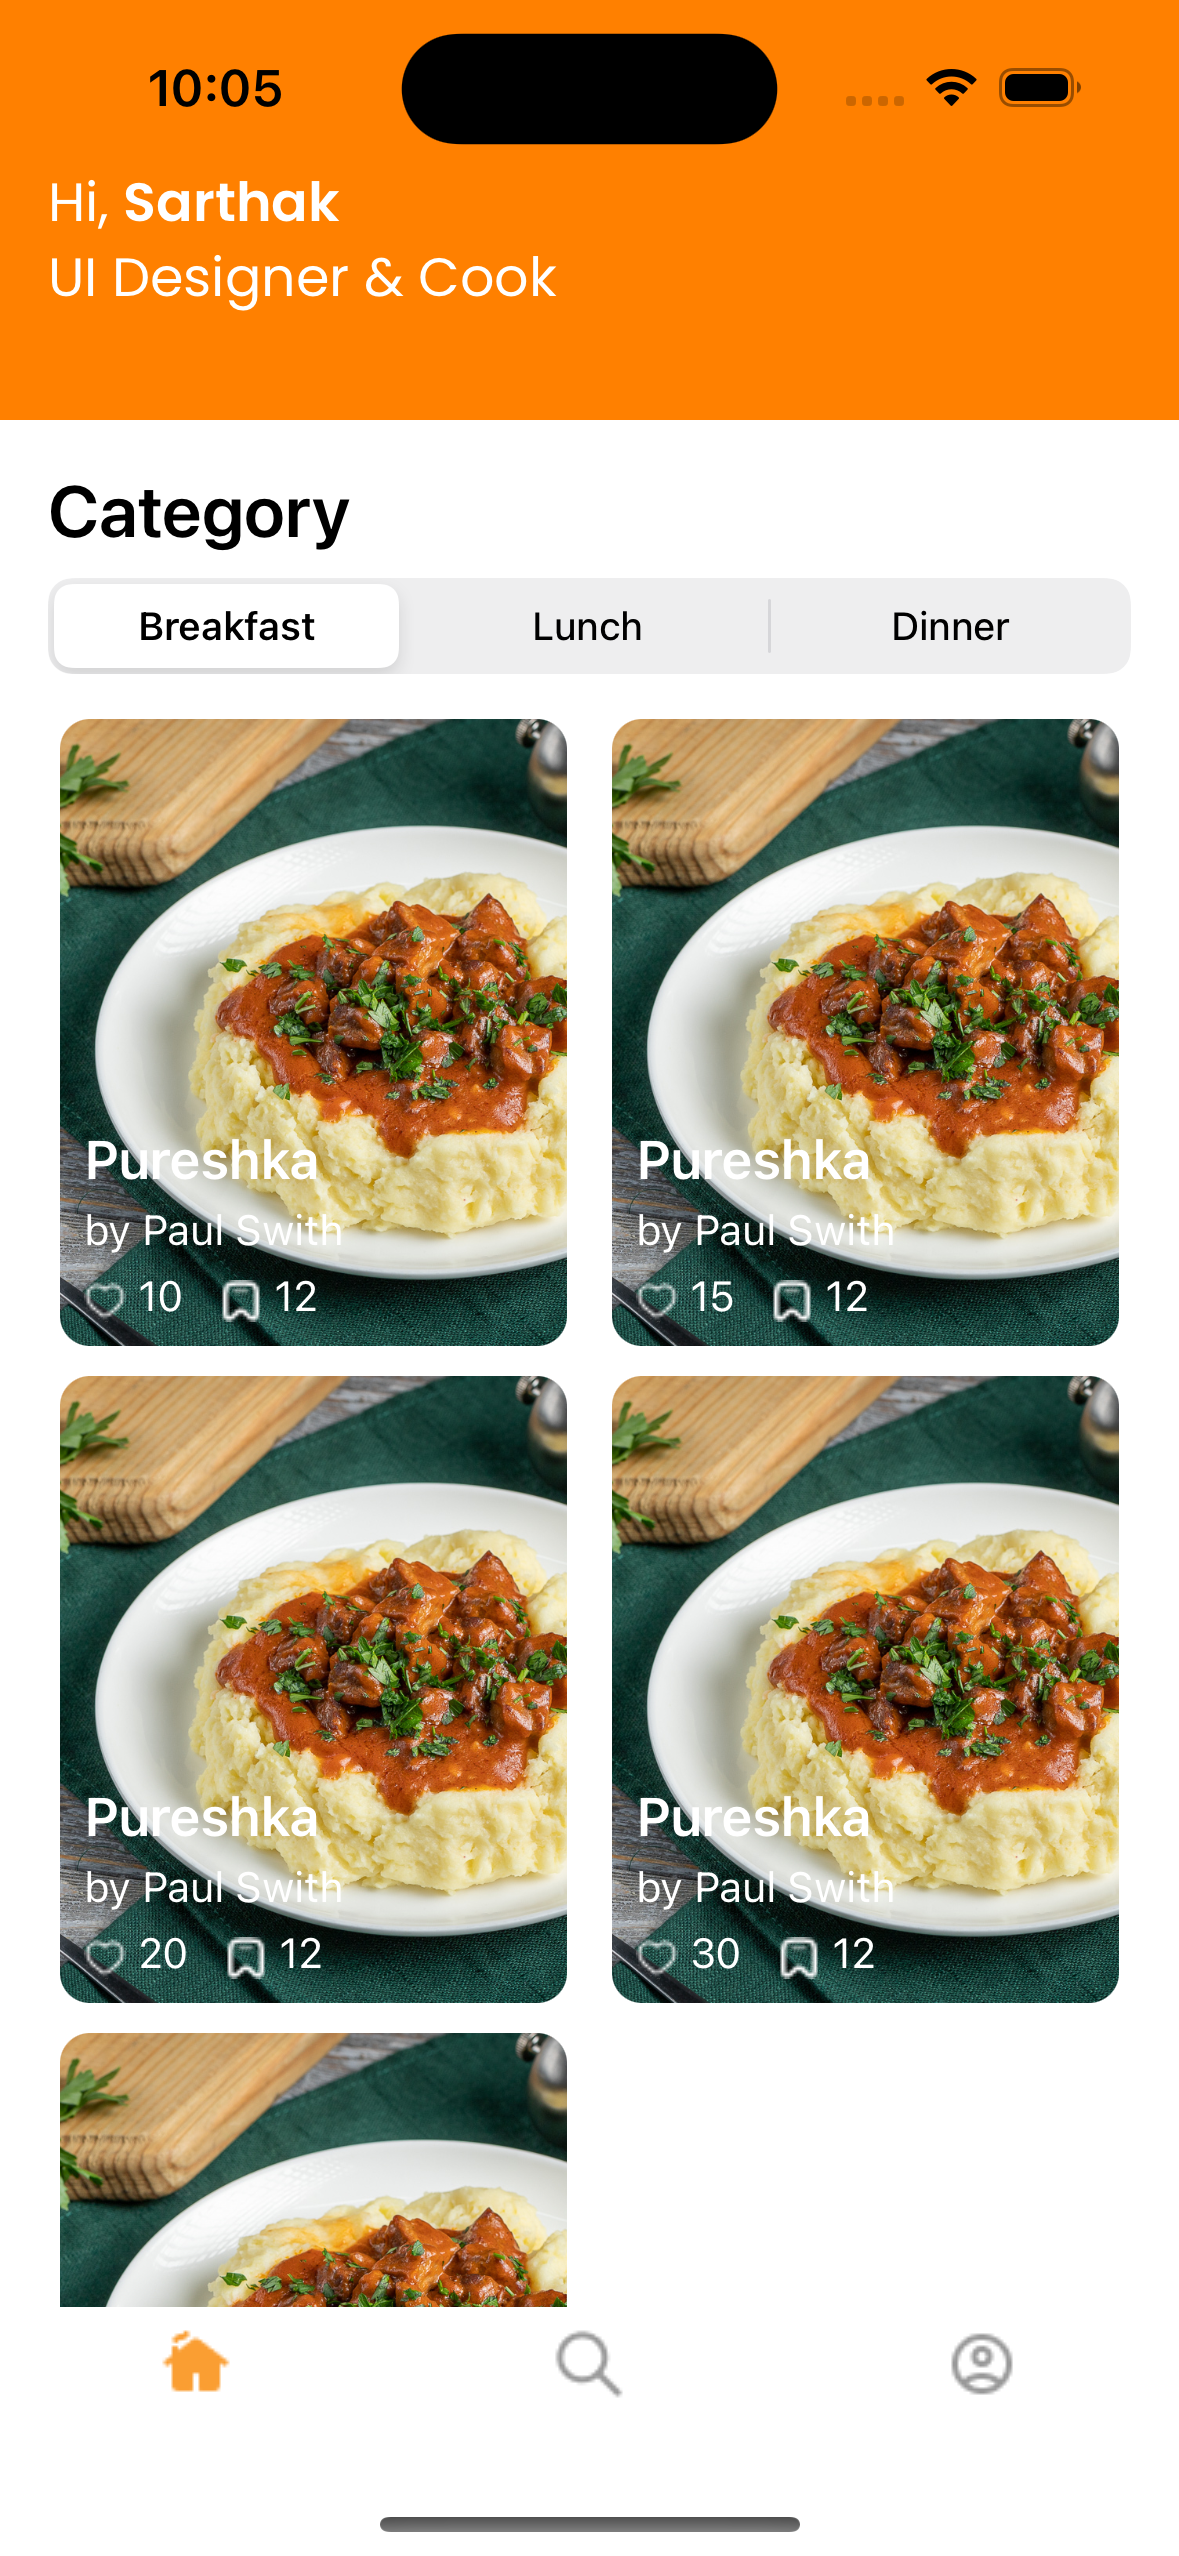 10:05
Hi, Sarthak
UI Designer & Cook
Category
Breakfast Lunch Dinner
Pureshka
by Paul Swith
10 12
Pureshka
by Paul Swith
15 12
Pureshka
by Paul Swith
20 12
Pureshka
by Paul Swith
30 12